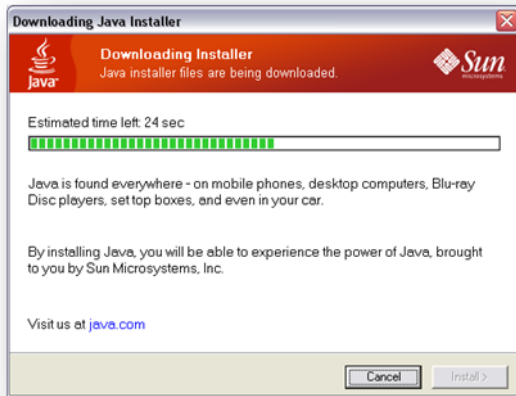 Downloading Java Installer
Downloading Installer
Java installer files are being downloaded.
Java
Sun
microsystems
Estimated time left: 24 sec
Java is found everywhere - on mobile phones, desktop computers, Blu-ray
Disc players, set top boxes, and even in your car.
By installing Java, you will be able to experience the power of Java, brought
to you by Sun Microsystems, Inc.
Visit us at java.com
Cancel
Install >